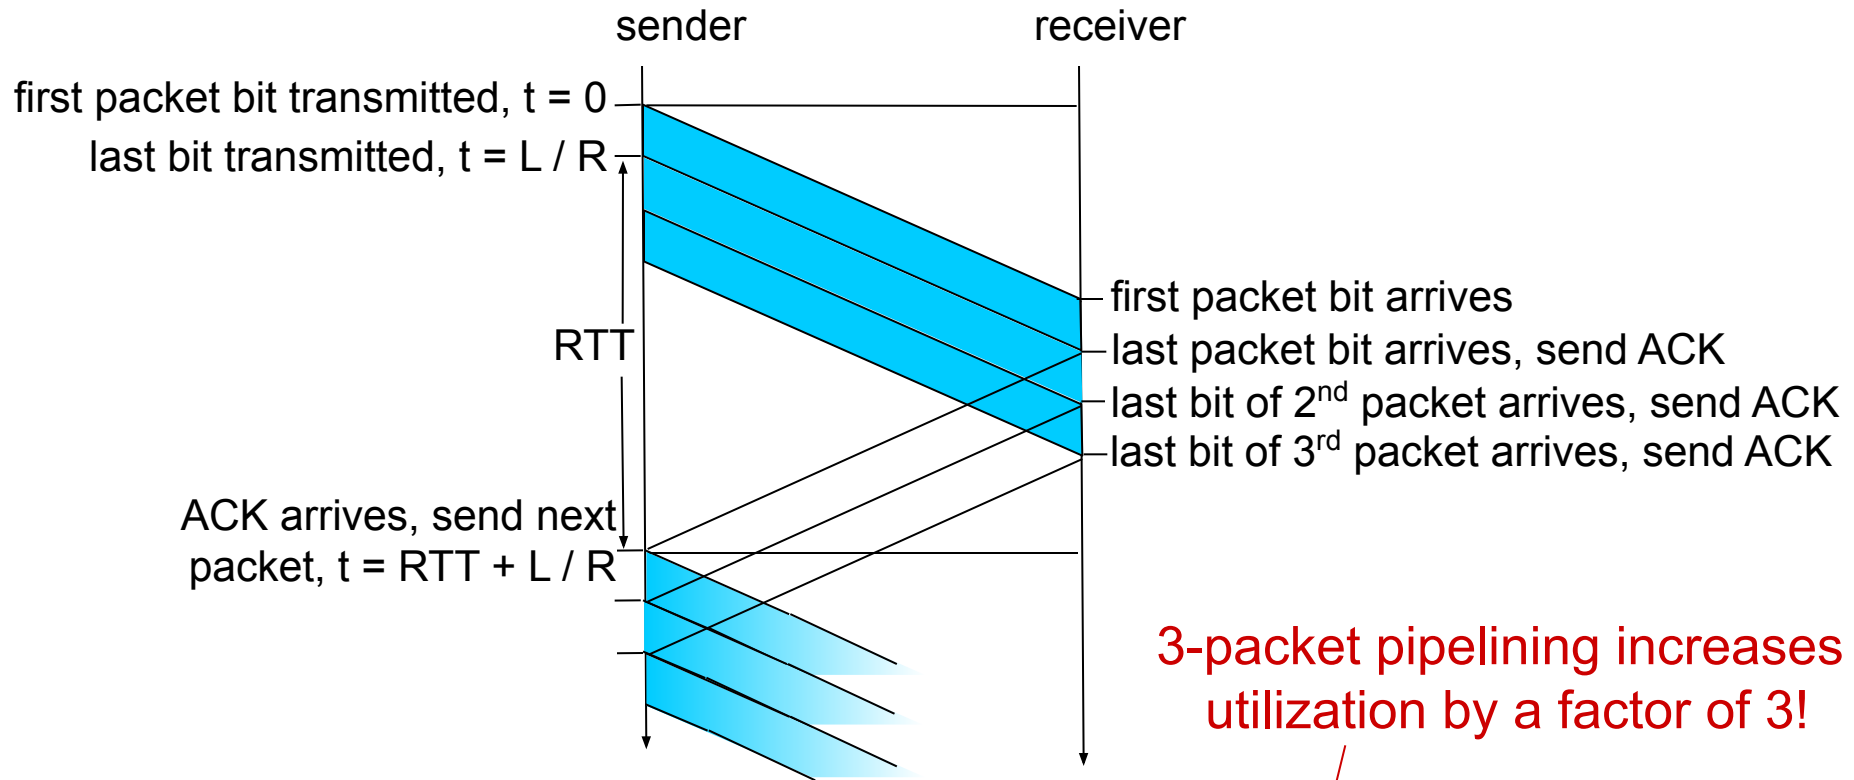 sender
receiver
first packet bit transmitted, t = 0
last bit transmitted, t = L / R
first packet bit arrives
RTT
last packet bit arrives, send ACK
last bit of 2nd packet arrives, send ACK
last bit of 3rd packet arrives, send ACK
ACK arrives, send next
packet, t = RTT + L / R
3-packet pipelining increases
utilization by a factor of 3!